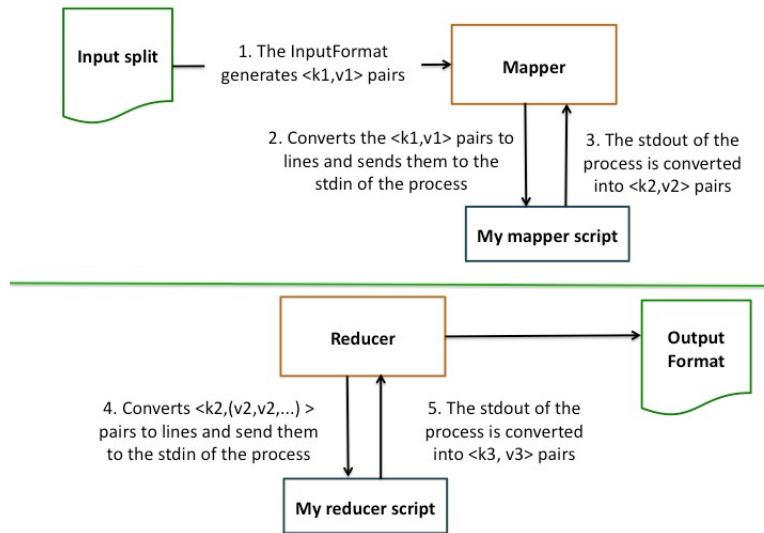 Input split
1. The InputFormat
generates <k1,v1> pairs
Mapper
2. Converts the <k1,v1> pairs to
lines and sends them to the
stdin of the process
3. The stdout of the
process is converted
into <k2,v2> pairs
My mapper script
Reducer
Output
Format
4. Converts <k2,(v2,v2,...) >
pairs to lines and send them
to the stdin of the process
5. The stdout of the
process is converted
into <k3, v3> pairs
My reducer script